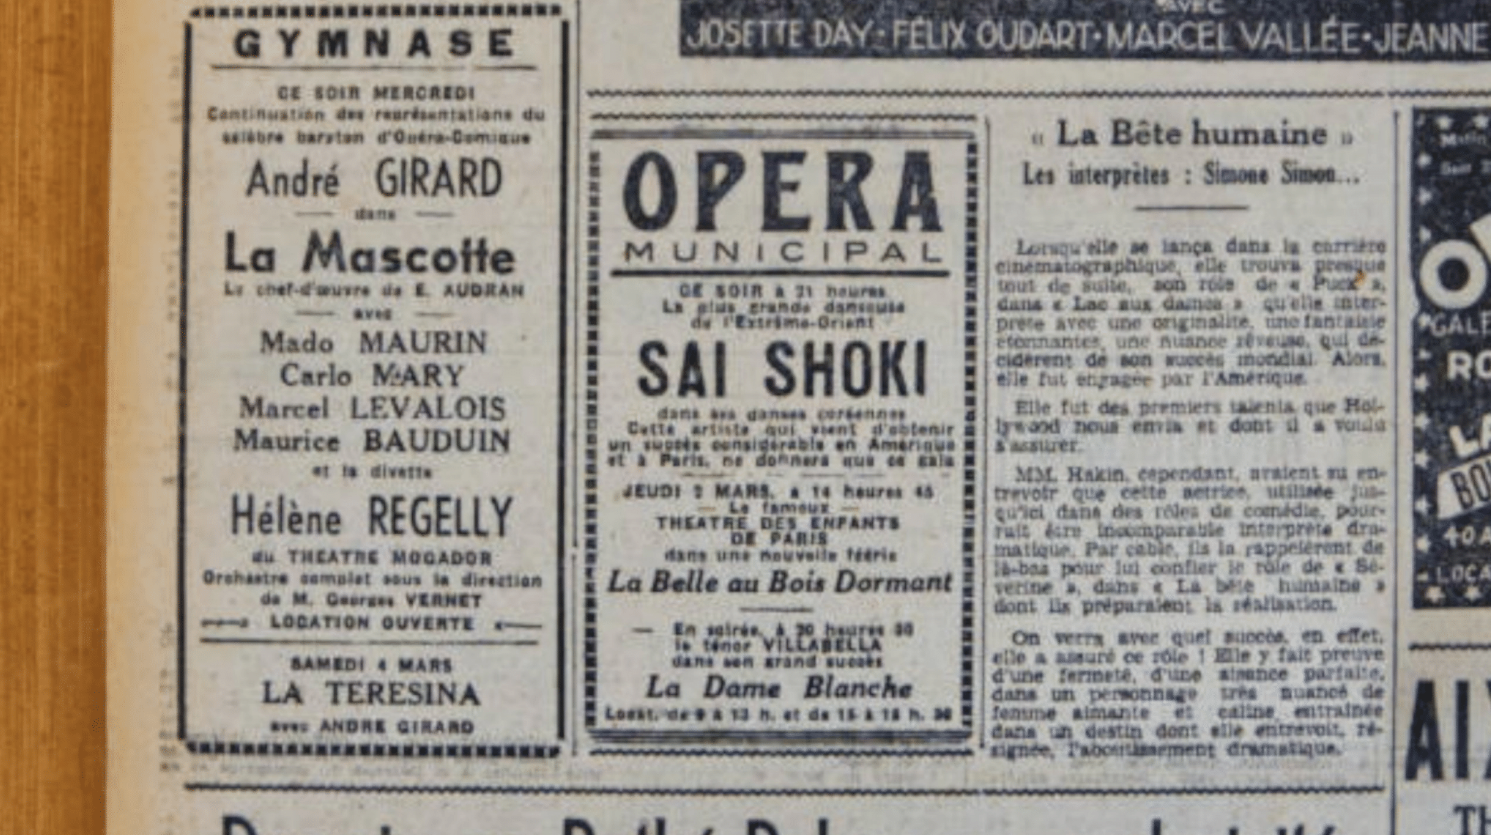 GYMNASE
CE SOIR MERCREDI
Continuation des représentations du
célèbre baryton d'Opéra-Comique
André GIRARD
dans
La Mascotte
Le chef-d'œuvre de E. AUDRAN
avec
Mado MAURIN
Carlo MARY
Marcel LEVALOIS
Maurice BAUDUIN
et la divette
Hélène REGELLY
du THEATRE MOGADOR
Orchestre complet sous la direction
de M. Georges VERNET
LOCATION OUVERTE
SAMEDI 4 MARS
LA TERESINA
avec ANDRE GIRARD
AVEC
JOSETTE DAY · FÉLIX OUDART · MARCEL VALLÉE · JEANNE
OPERA
MUNICIPAL
CE SOIR à 21 heures
La plus grande danseuse
de l'Extrême-Orient
SAI SHOKI
dans ses danses coréennes
Cette artiste qui vient d'obtenir
un succès considérable en Amérique
et à Paris, ne donnera que ce gala
JEUDI 2 MARS, à 14 heures 45
— Le fameux —
THEATRE DES ENFANTS
DE PARIS
dans une nouvelle féérie
La Belle au Bois Dormant
— En soirée, à 20 heures 30
le ténor VILLABELLA
dans son grand succès
La Dame Blanche
Locat. de 9 à 12 h. et de 15 à 18 h. 30
« La Bête humaine »
Les interprètes : Simone Simon...
Lorsqu'elle se lança dans la carrière
cinématographique, elle trouva presque
tout de suite, son rôle de « Puck »,
dans « Lac aux dames » qu'elle inter-
prète avec une originalité, une fantaisie
étonnantes, une nuance rêveuse, qui dé-
cidèrent de son succès mondial. Alors,
elle fut engagée par l'Amérique.
Elle fut des premiers talents que Hol-
lywood nous envia et dont il a voulu
s'assurer.
MM. Hakin, cependant, avaient su en-
trevoir que cette actrice, utilisée jus-
qu'ici dans des rôles de comédie, pour-
rait être incomparable interprète dra-
matique. Par cable, ils la rappelèrent de
là-bas pour lui confier le rôle de « Sé-
verine », dans « La bête humaine »
dont ils préparaient la réalisation.
On verra avec quel succès, en effet,
elle a assuré ce rôle ! Elle y fait preuve
d'une fermeté, d'une aisance parfaite,
dans un personnage très nuancé de
femme aimante et caline, entraînée
dans un destin dont elle entrevoit, ré-
signée, l'aboutissement dramatique.